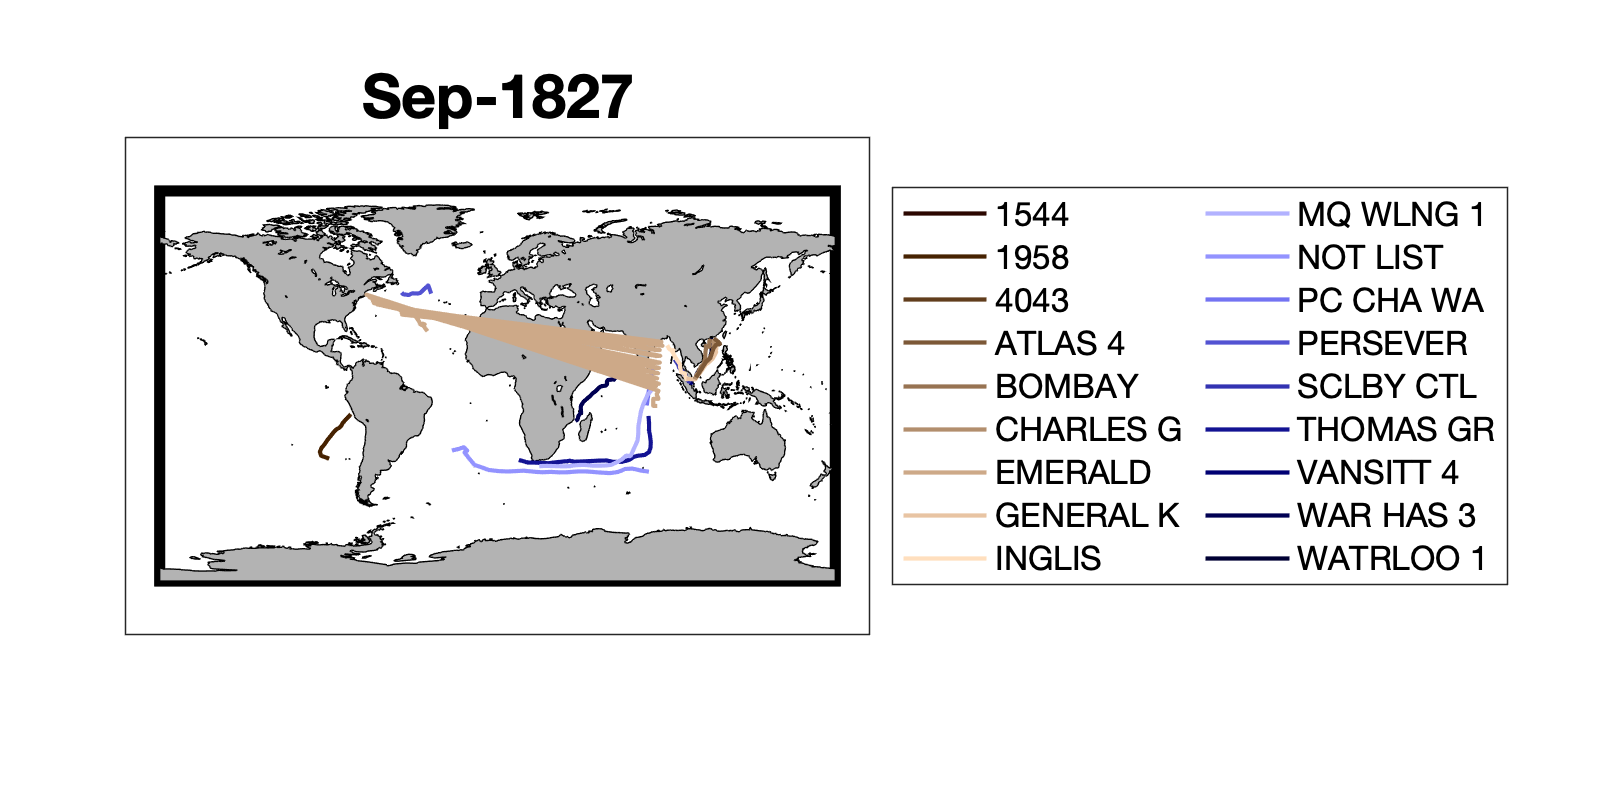 Sep-1827
1544
1958
4043
ATLAS 4
BOMBAY
CHARLES G
EMERALD
GENERAL K
INGLIS
MQ WLNG 1
NOT LIST
PC CHA WA
PERSEVER
SCLBY CTL
THOMAS GR
VANSITT 4
WAR HAS 3
WATRLOO 1